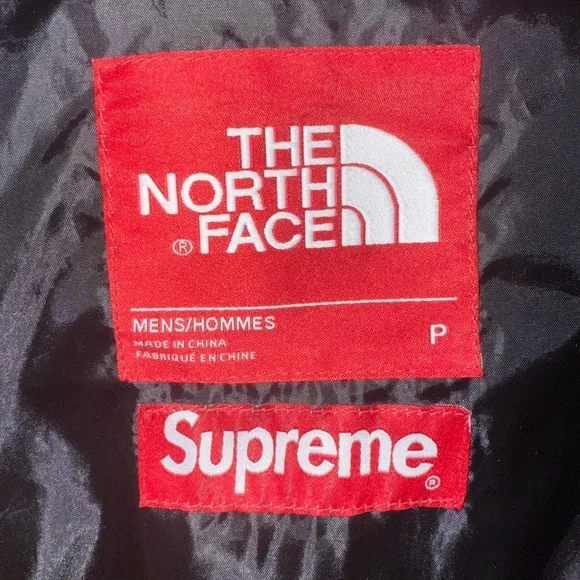 THE
NORTH
® FACE
MENS/HOMMES
MADE IN CHINA
FABRIQUÉ EN CHINE
P
Supreme®